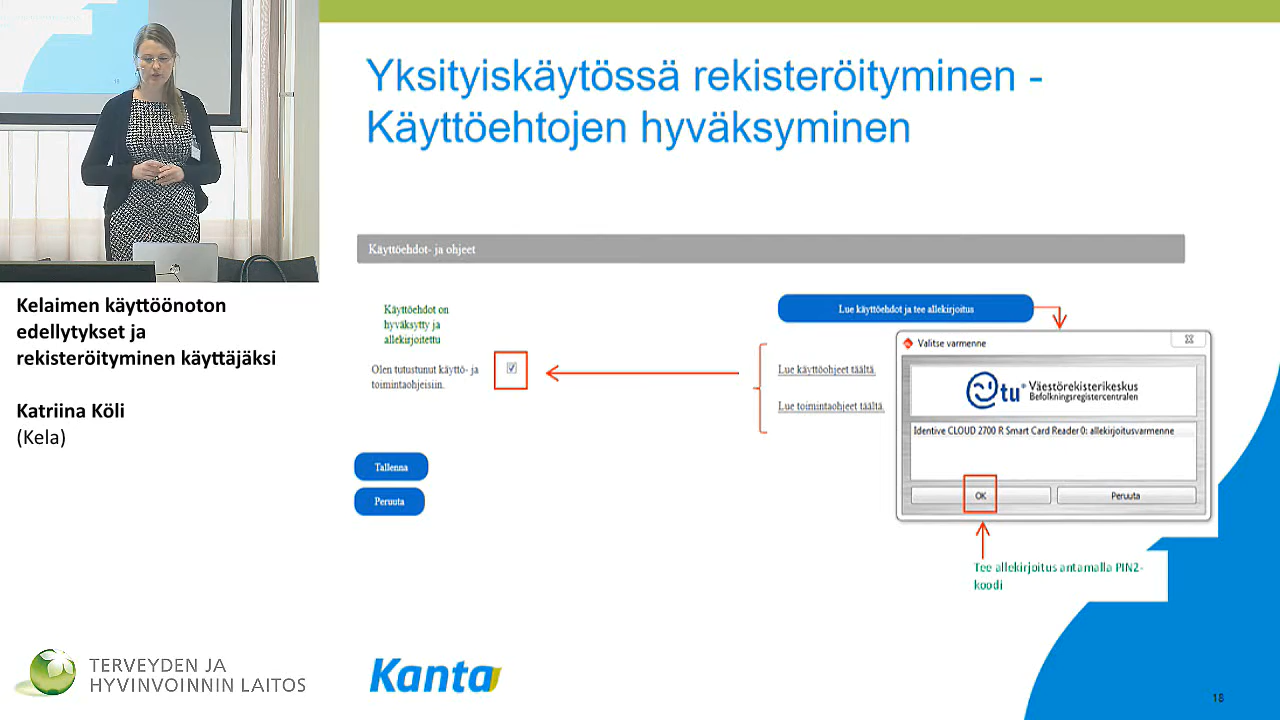 Yksityiskäytössä rekisteröityminen -
Käyttöehtojen hyväksyminen
Käyttöehdot- ja ohjeet
Käyttöehdot on
hyväksytty ja
allekirjoitettu
Olen tutustunut käyttö- ja
toimintaohjeisiin.
Lue käyttöehdot ja tee allekirjoitus
Lue käyttöohjeet täältä.
Lue toimintaohjeet täältä.
Valitse varmenne
etu
Väestörekisterikeskus
Befolkningsregistercentralen
Identive CLOUD 2700 R Smart Card Reader 0: allekirjoitusvarmenne
OK
Peruuta
Tee allekirjoitus antamalla PIN2-
koodi
Tallenna
Peruuta
Kelaimen käyttöönoton
edellytykset ja
rekisteröityminen käyttäjäksi
Katriina Köli
(Kela)
TERVEYDEN JA
HYVINVOINNIN LAITOS
Kanta
18